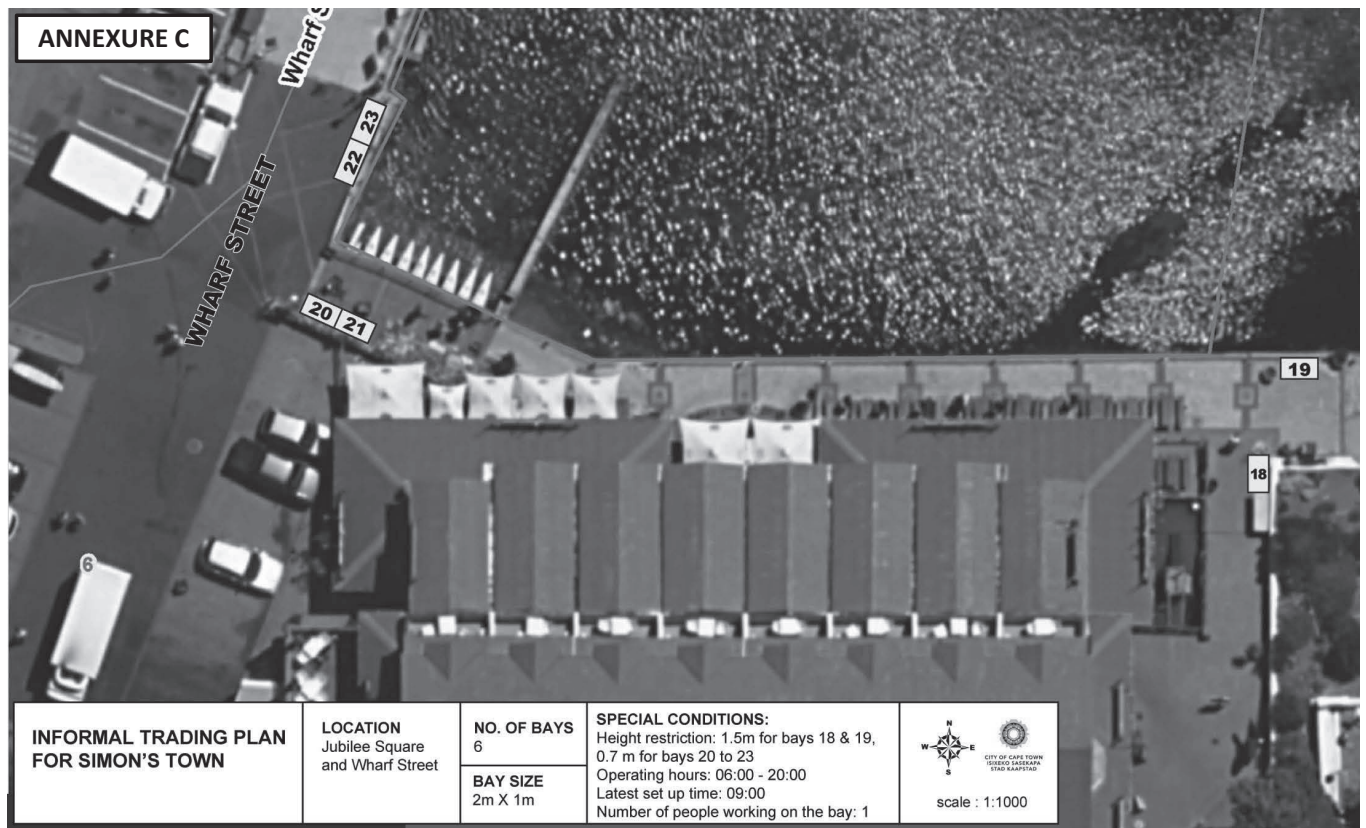 ANNEXURE C
Wharf S
23
22
WHARF STREET
20 21
19
18
6
INFORMAL TRADING PLAN
FOR SIMON'S TOWN
LOCATION
Jubilee Square
and Wharf Street
NO. OF BAYS
6
BAY SIZE
2m X 1m
SPECIAL CONDITIONS:
Height restriction: 1.5m for bays 18 & 19,
0.7 m for bays 20 to 23
Operating hours: 06:00 - 20:00
Latest set up time: 09:00
Number of people working on the bay: 1
N
W E
S
CITY OF CAPE TOWN
ISIXEKO SASEKAPA
STAD KAAPSTAD
scale : 1:1000